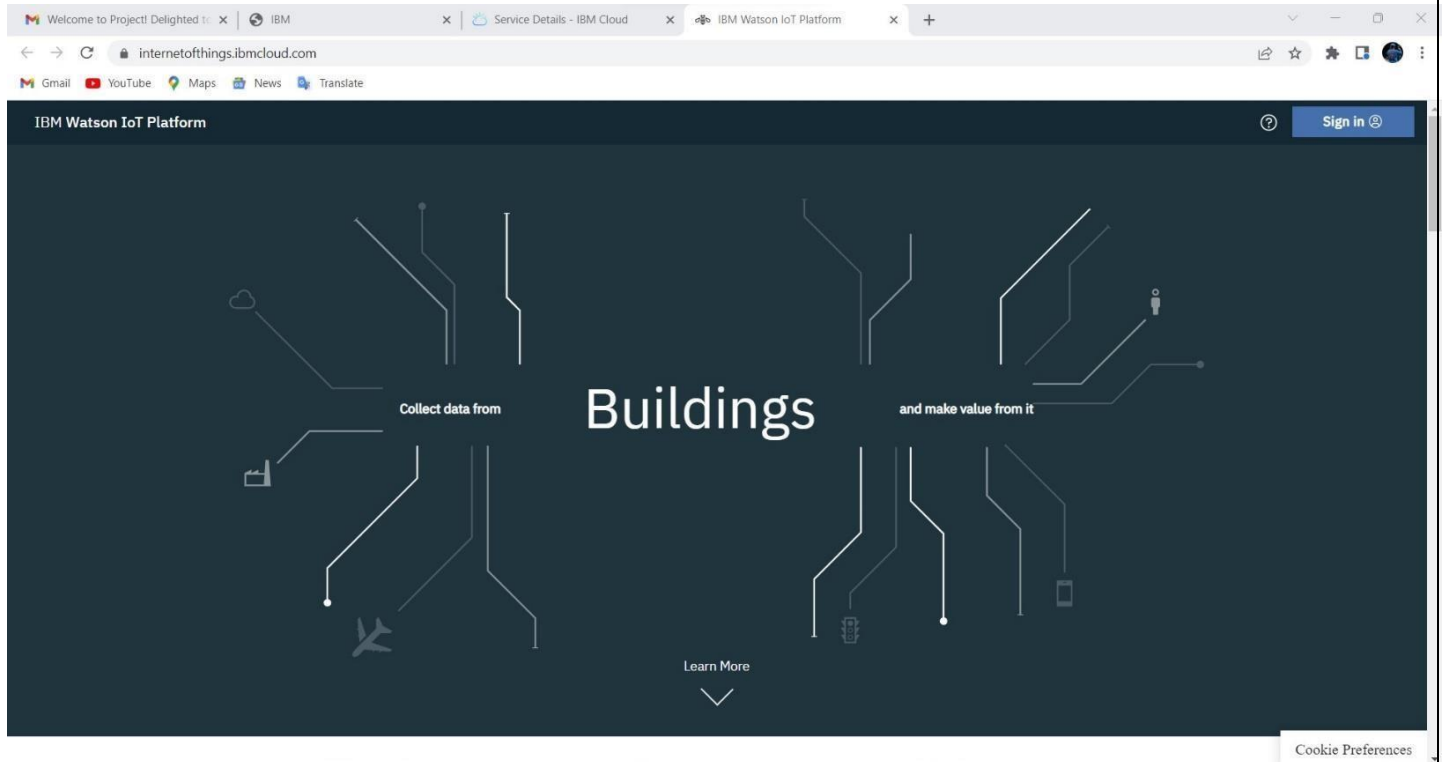 Welcome to Project! Delighted to
IBM
Service Details - IBM Cloud
IBM Watson IoT Platform
internetofthings.ibmcloud.com
Gmail
YouTube
Maps
News
Translate
IBM Watson IoT Platform
Sign in
Collect data from
Buildings
and make value from it
Learn More
Cookie Preferences